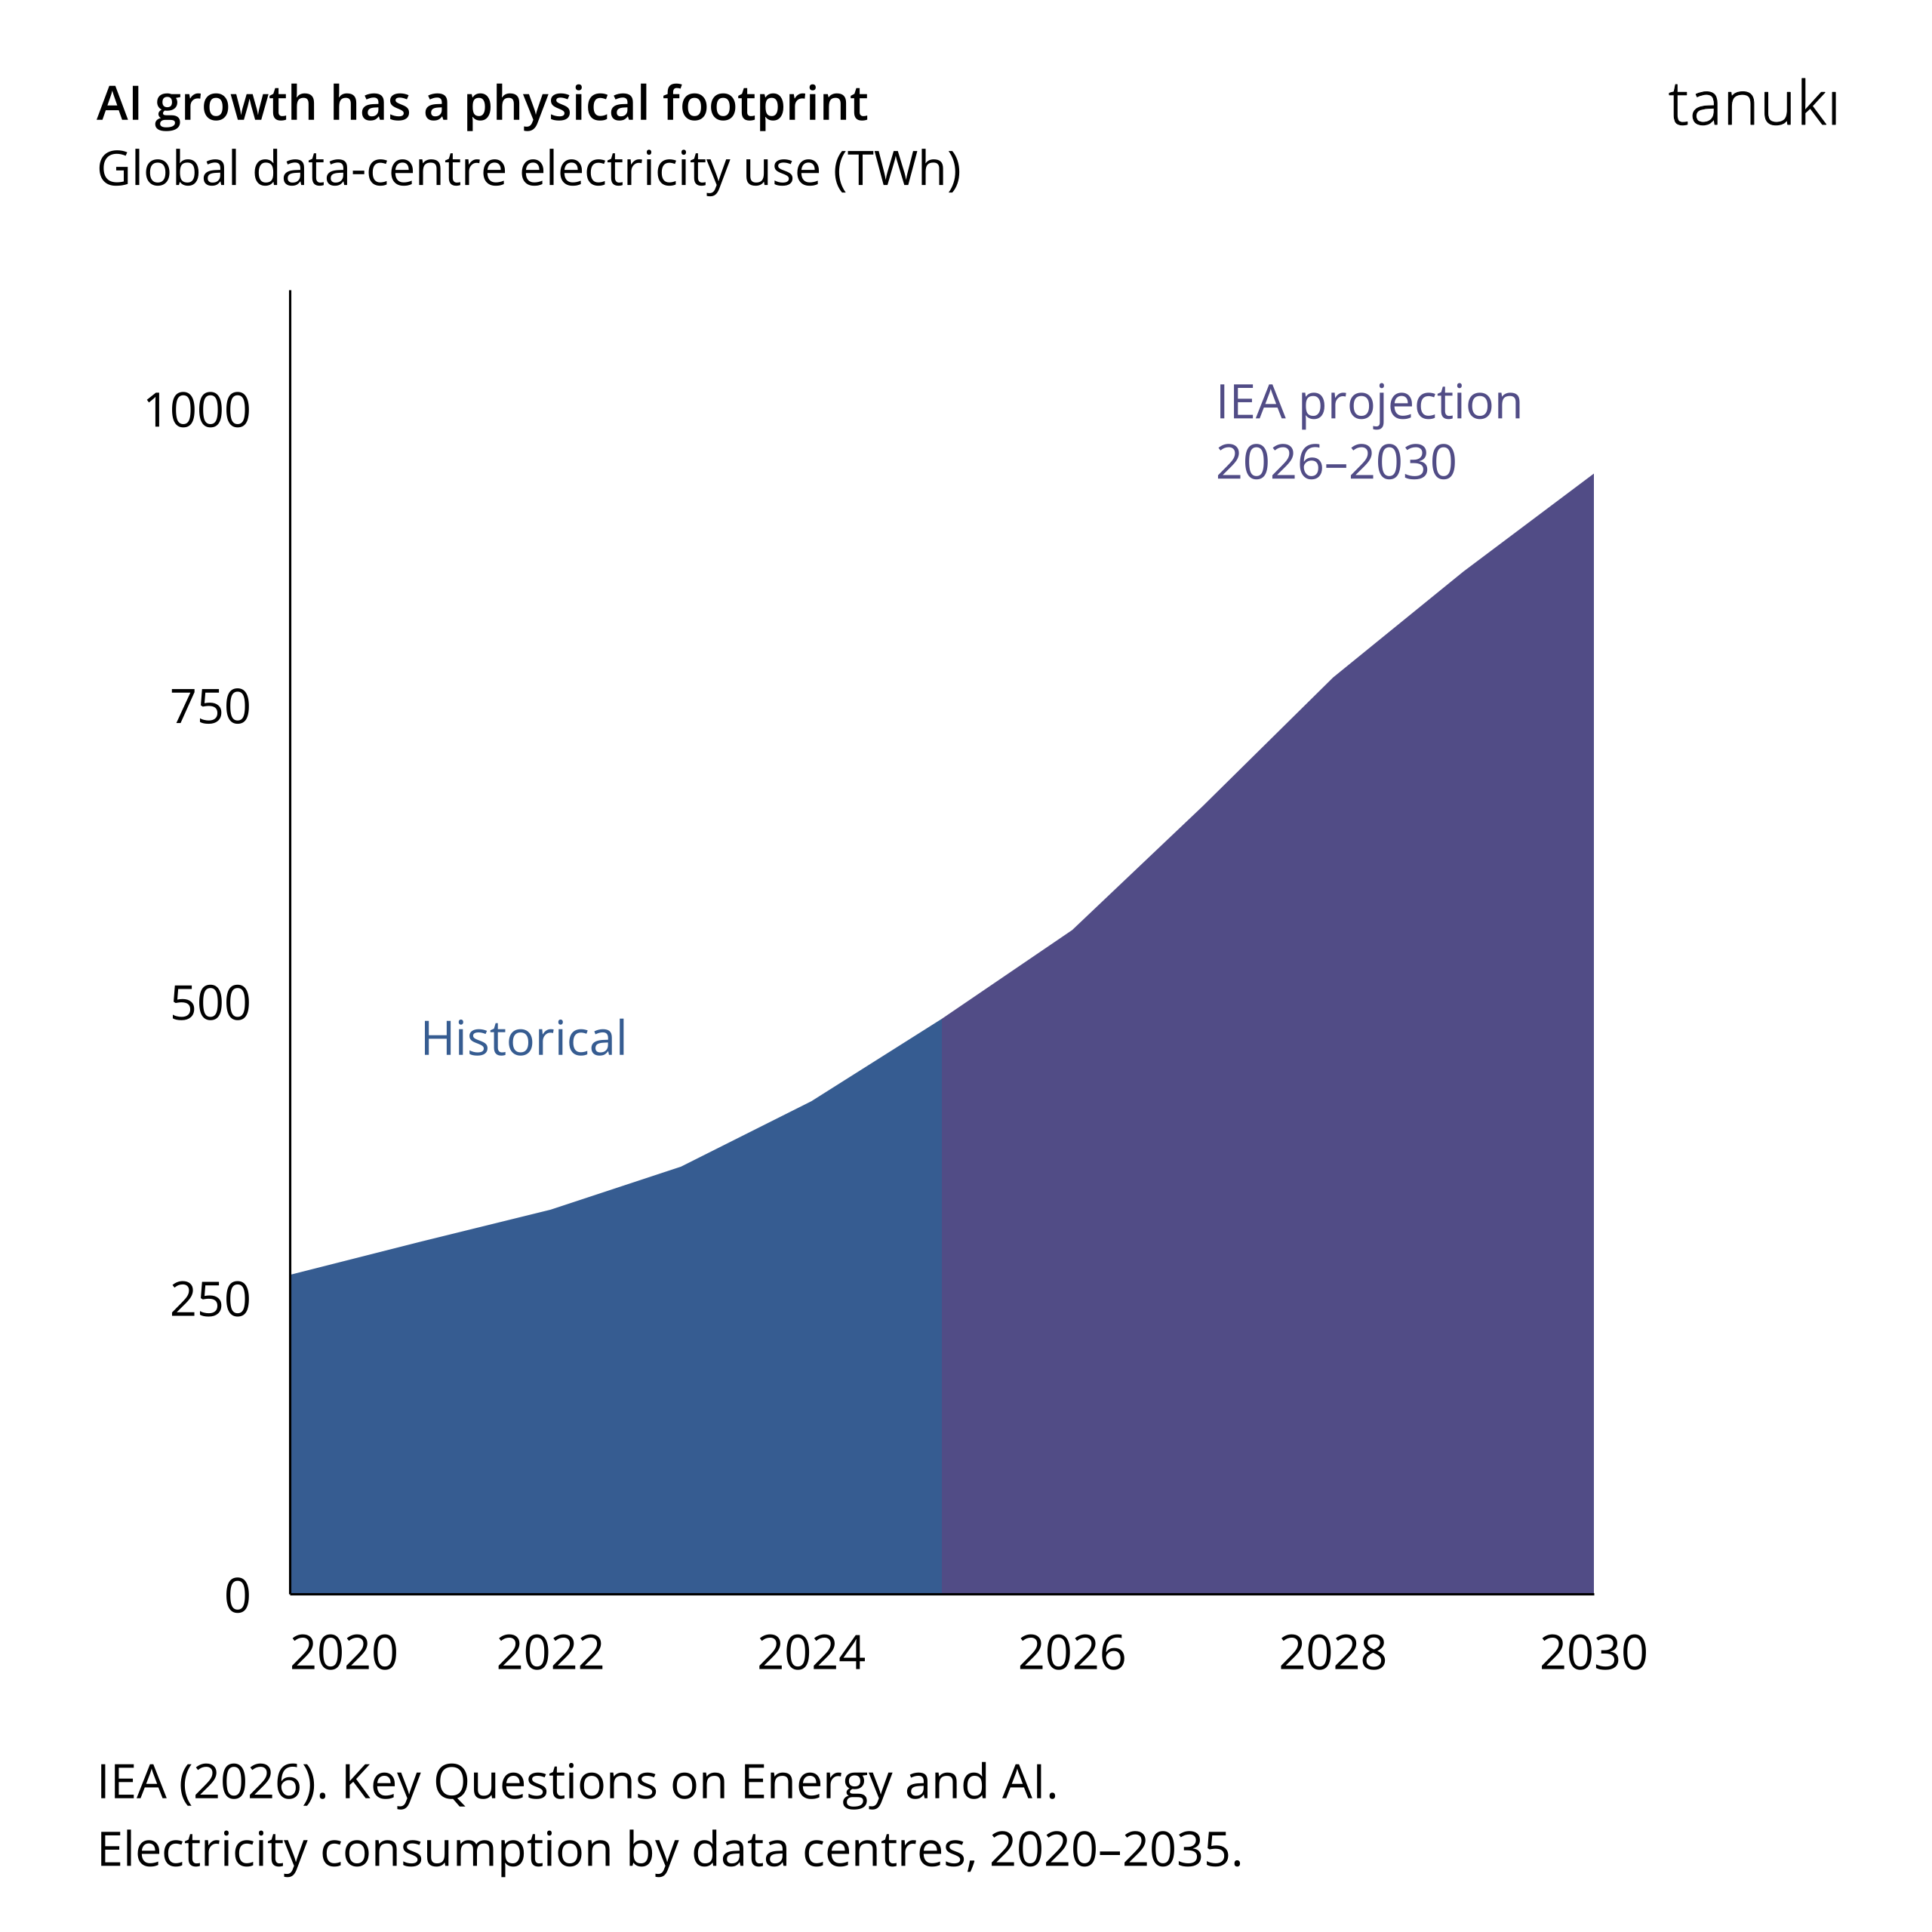 AI growth has a physical footprint
tanukı
Global data-centre electricity use (TWh)
1000
IEA projection
2026–2030
750
500
Historical
250
0
2020 2022 2024 2026 2028 2030
IEA (2026). Key Questions on Energy and AI.
Electricity consumption by data centres, 2020–2035.